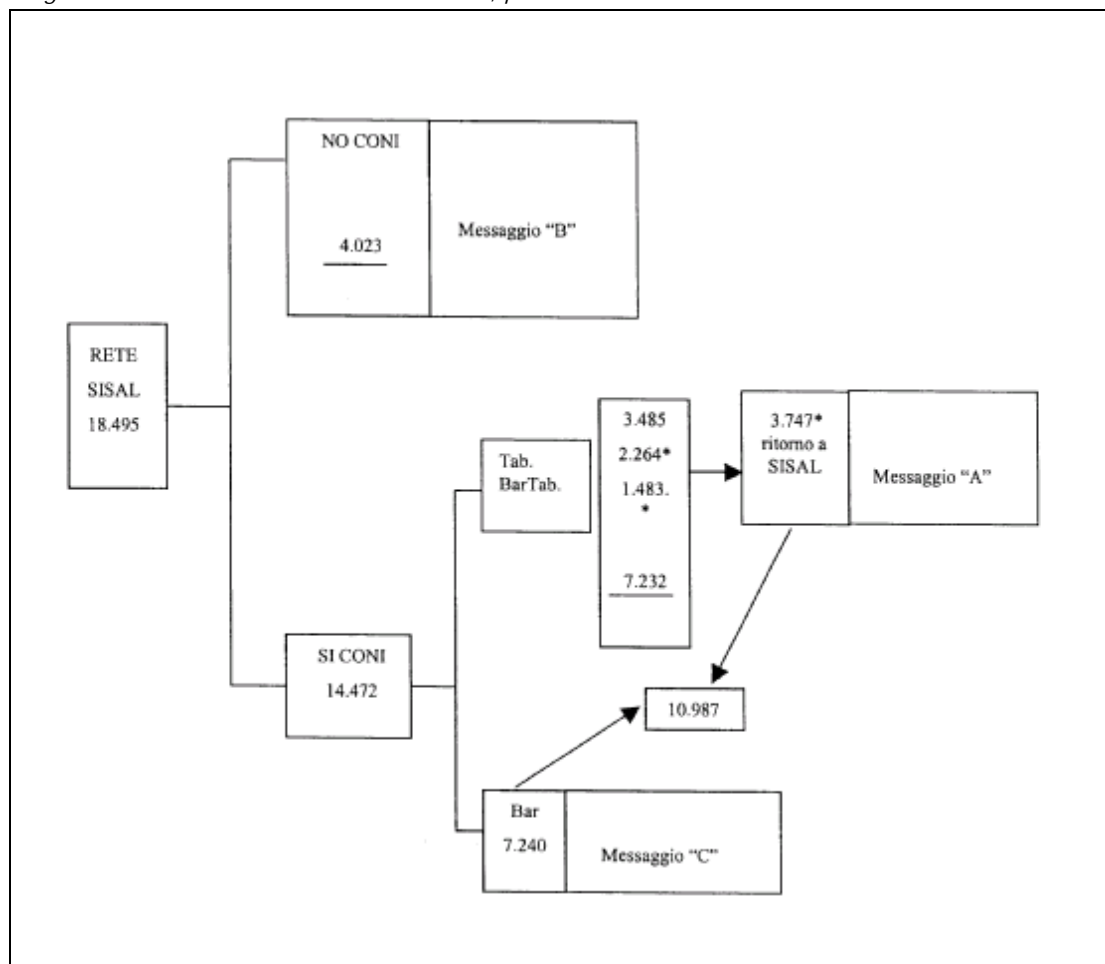 NO CONI
4.023
Messaggio “B”
RETE
SISAL
18.495
Tab.
BarTab.
3.485
2.264*
1.483.
*
7.232
3.747*
ritorno a
SISAL
Messaggio “A”
SI CONI
14.472
10.987
Bar
7.240
Messaggio “C”